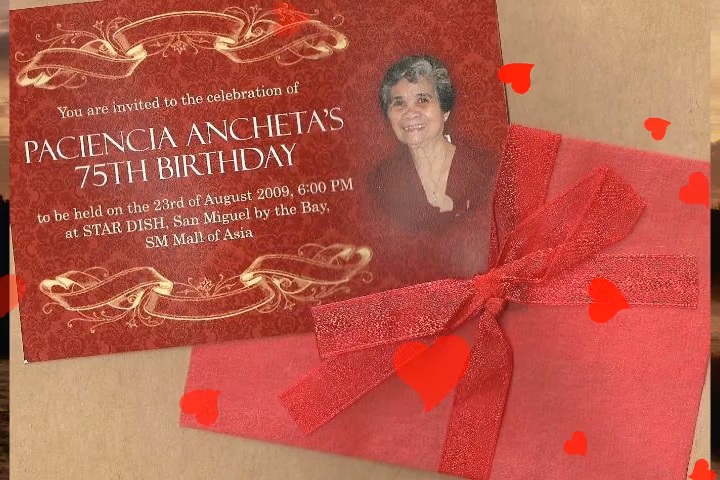 You are invited to the celebration of
PACIENCIA ANCHETA'S
75TH BIRTHDAY
to be held on the 23rd of August 2009, 6:00 PM
at STAR DISH, San Miguel by the Bay,
SM Mall of Asia